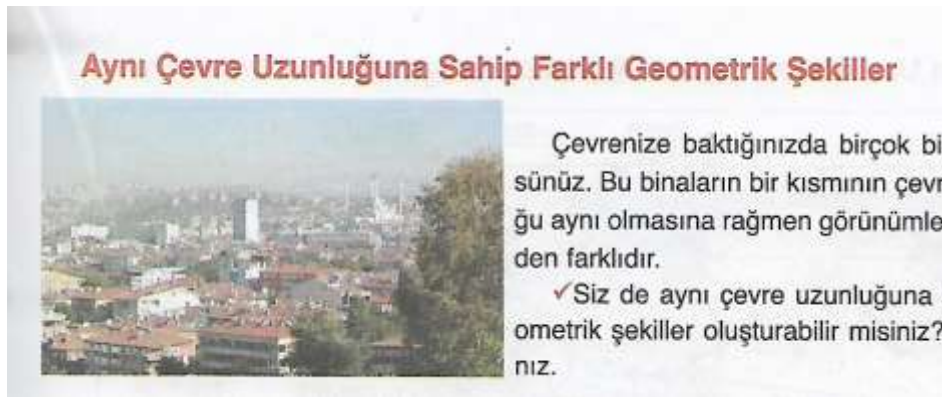 Aynı Çevre Uzunluğuna Sahip Farklı Geometrik Şekiller
Çevrenize baktığınızda birçok bi
sünüz. Bu binaların bir kısmının çevr
ğu aynı olmasına rağmen görünümle
den farklıdır.
✓Siz de aynı çevre uzunluğuna
ometrik şekiller oluşturabilir misiniz?
nız.